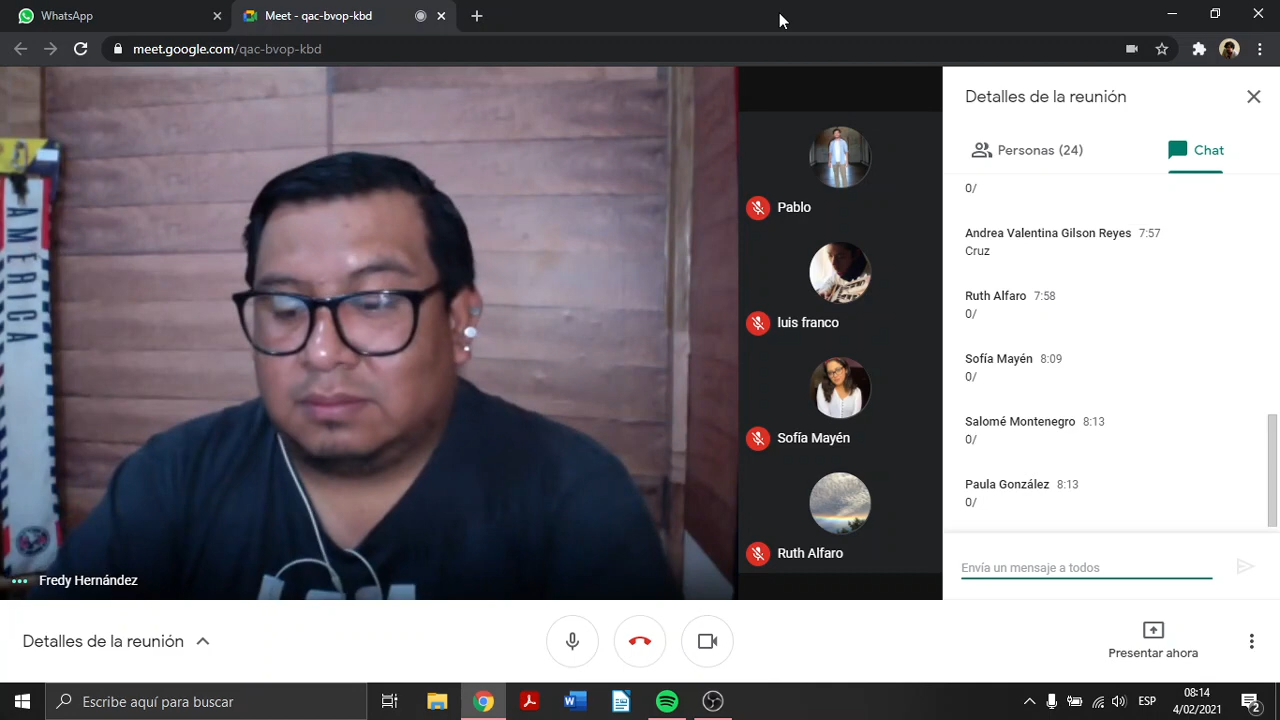 WhatsApp
Meet - qac-bvop-kbd
meet.google.com/qac-bvop-kbd
AMERICA
Fredy Hernández
Pablo
luis franco
Sofía Mayén
Ruth Alfaro
Detalles de la reunión
Personas (24)
Chat
0/
Andrea Valentina Gilson Reyes 7:57
Cruz
Ruth Alfaro 7:58
0/
Sofía Mayén 8:09
0/
Salomé Montenegro 8:13
0/
Paula González 8:13
0/
Envía un mensaje a todos
Detalles de la reunión
Presentar ahora
Escribe aquí para buscar
ESP
08:14
4/02/2021
2